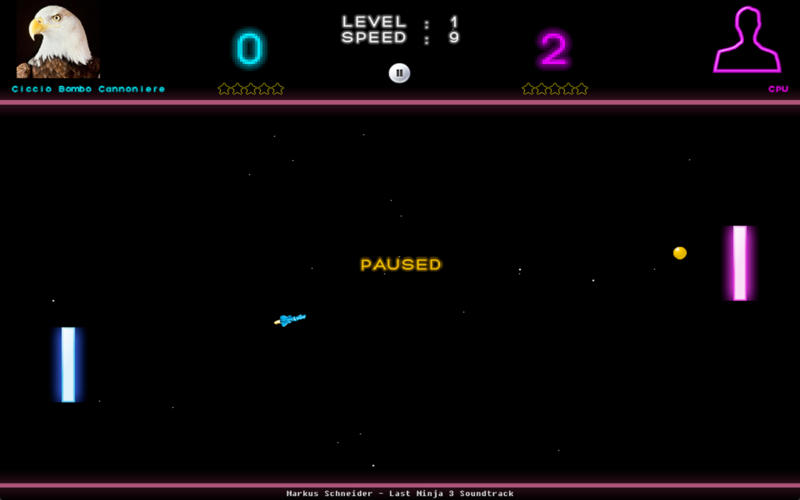 LEVEL : 1
SPEED : 9
0
2
Ciccio Bombo Cannoniere
CPU
PAUSED
Markus Schneider - Last Ninja 3 Soundtrack